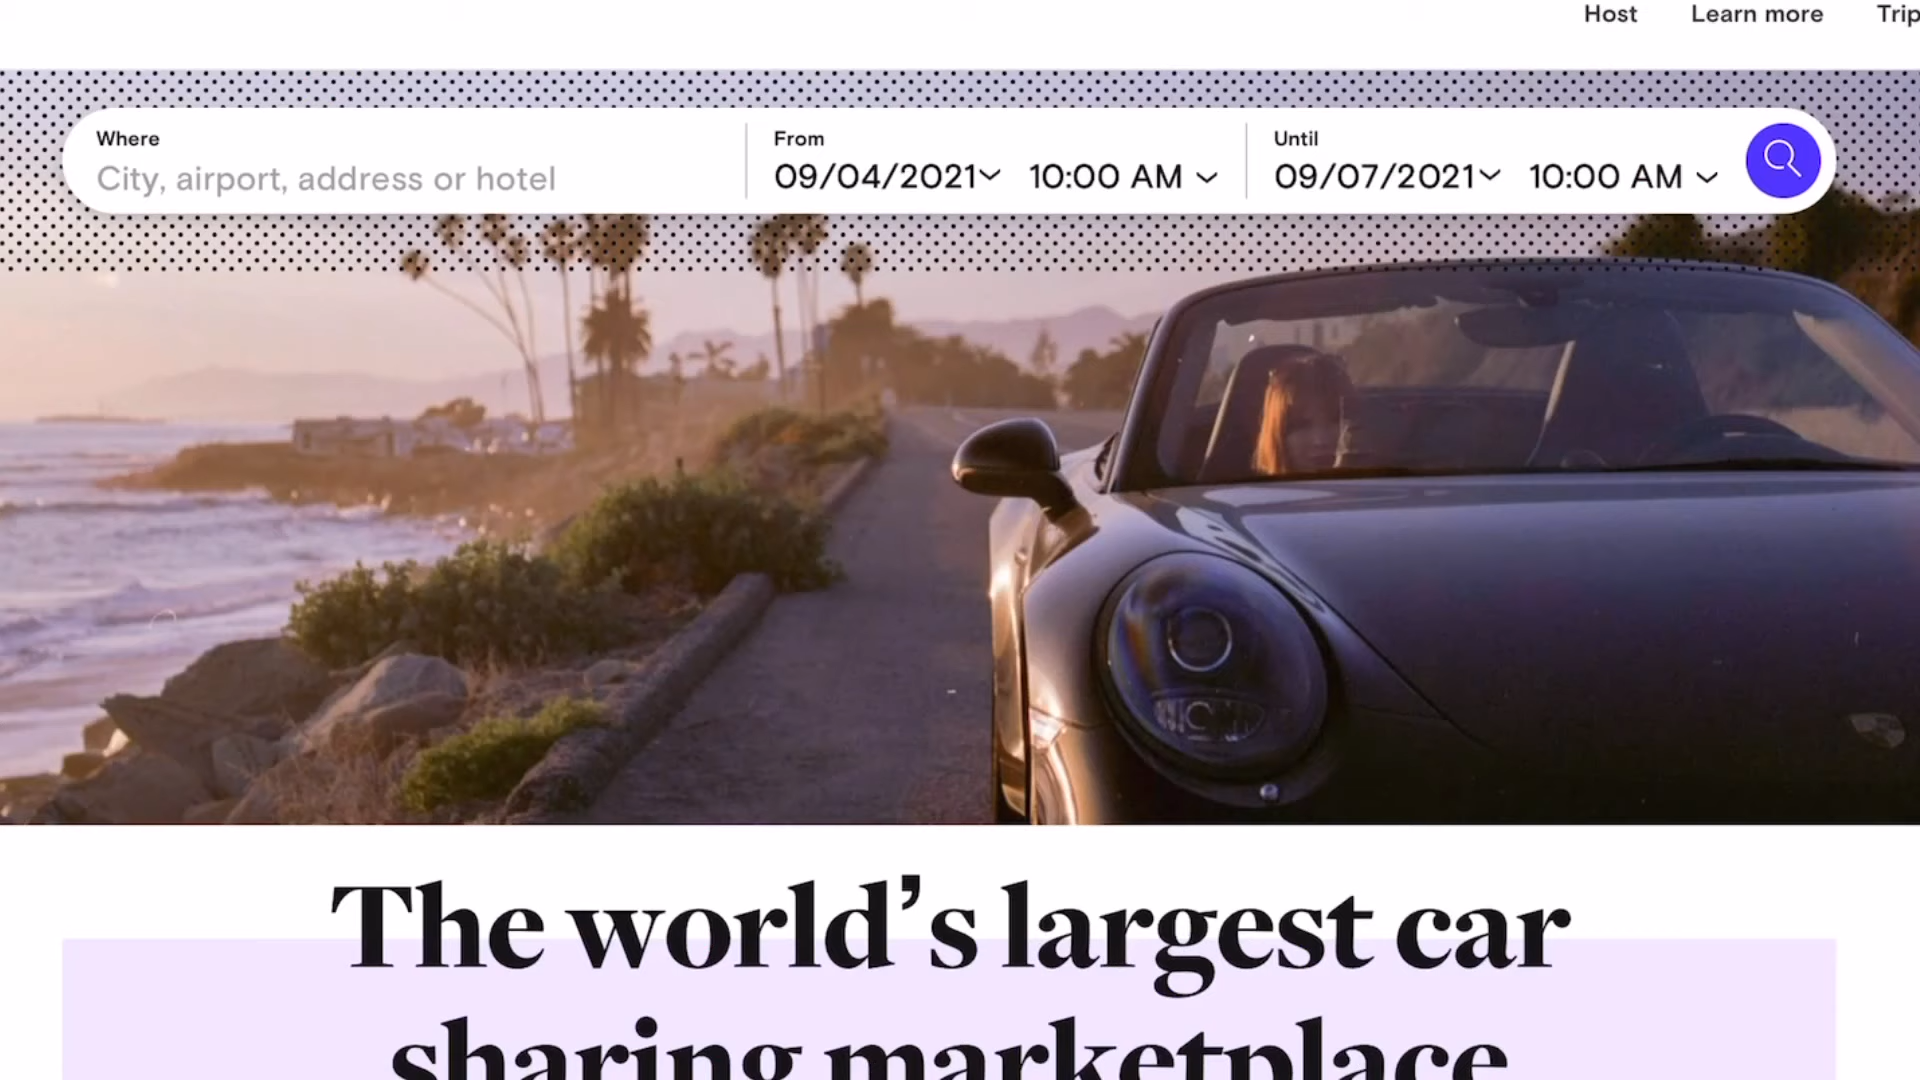 Host Learn more Trip
Where From Until
City, airport, address or hotel 09/04/2021 10:00 AM 09/07/2021 10:00 AM
The world’s largest car
sharing marketplace